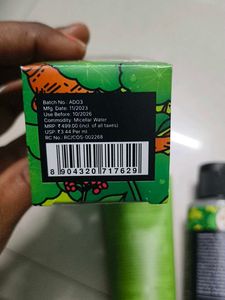 Batch No : AD03
Mfg. Date: 11/2023
Use Before: 10/2026
Commodity: Micellar Water
MRP: ₹499.00 (incl. of all taxes)
USP: ₹3.44 Per ml
RC No : RC/COS-002268
8 904320 717629